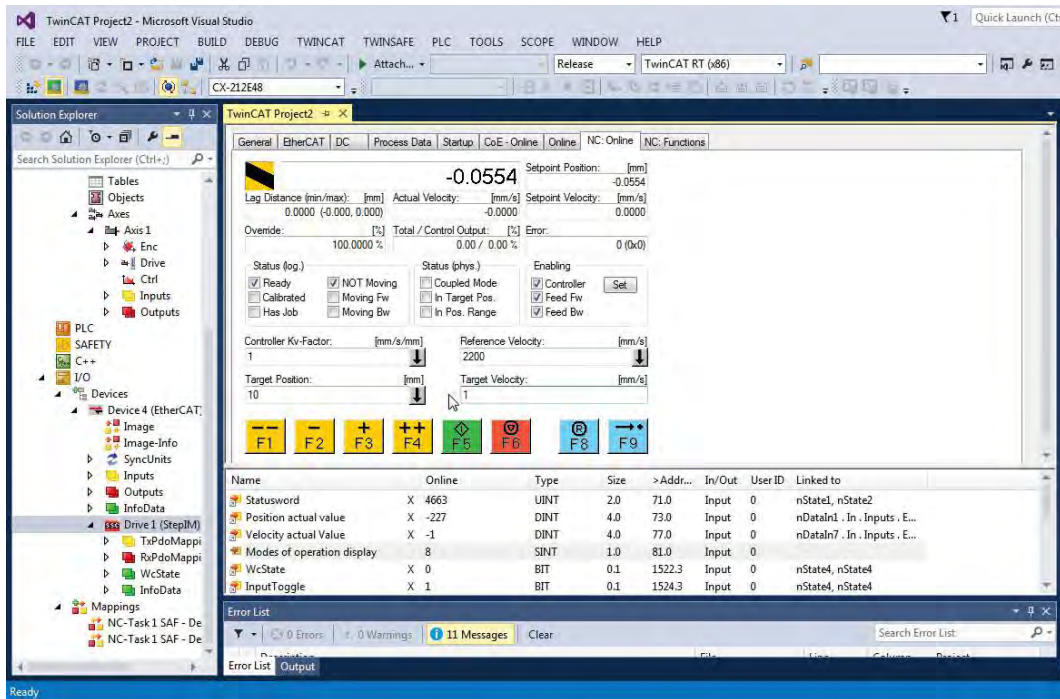 TwinCAT Project2 - Microsoft Visual Studio
1 Quick Launch (Ct
FILE EDIT VIEW PROJECT BUILD DEBUG TWINCAT TWINSAFE PLC TOOLS SCOPE WINDOW HELP
Attach... Release TwinCAT RT (x86)
CX-212E48
Solution Explorer
Search Solution Explorer (Ctrl+;)
Tables
Objects
Axes
Axis 1
Enc
Drive
Ctrl
Inputs
Outputs
PLC
SAFETY
C++
I/O
Devices
Device 4 (EtherCAT)
Image
Image-Info
SyncUnits
Inputs
Outputs
InfoData
Drive 1 (StepIM)
TxPdoMappi
RxPdoMappi
WcState
InfoData
Mappings
NC-Task 1 SAF - De
NC-Task 1 SAF - De
TwinCAT Project2
General EtherCAT DC Process Data Startup CoE - Online Online NC: Online NC: Functions
-0.0554
Setpoint Position: [mm]
-0.0554
Lag Distance (min/max): [mm] Actual Velocity: [mm/s] Setpoint Velocity: [mm/s]
0.0000 (-0.000, 0.000) -0.0000 0.0000
Override: [%] Total / Control Output: [%] Error:
100.0000 % 0.00 / 0.00 % 0 (0x0)
Status (log.) Status (phys.) Enabling
Ready NOT Moving Coupled Mode Controller Set
Calibrated Moving Fw In Target Pos. Feed Fw
Has Job Moving Bw In Pos. Range Feed Bw
Controller Kv-Factor: [mm/s/mm] Reference Velocity: [mm/s]
1 2200
Target Position: [mm] Target Velocity: [mm/s]
10 1
-- - + ++ R
F1 F2 F3 F4 F5 F6 F8 F9
Name Online Type Size >Addr... In/Out User ID Linked to
Statusword X 4663 UINT 2.0 71.0 Input 0 nState1, nState2
Position actual value X -227 DINT 4.0 73.0 Input 0 nDataIn1 . In . Inputs . E...
Velocity actual Value X -1 DINT 4.0 77.0 Input 0 nDataIn7 . In . Inputs . E...
Modes of operation display 8 SINT 1.0 81.0 Input 0
WcState X 0 BIT 0.1 1522.3 Input 0 nState4, nState4
InputToggle X 1 BIT 0.1 1524.3 Input 0 nState4, nState4
Error List
0 Errors 0 Warnings 11 Messages Clear Search Error List
Error List Output
Ready